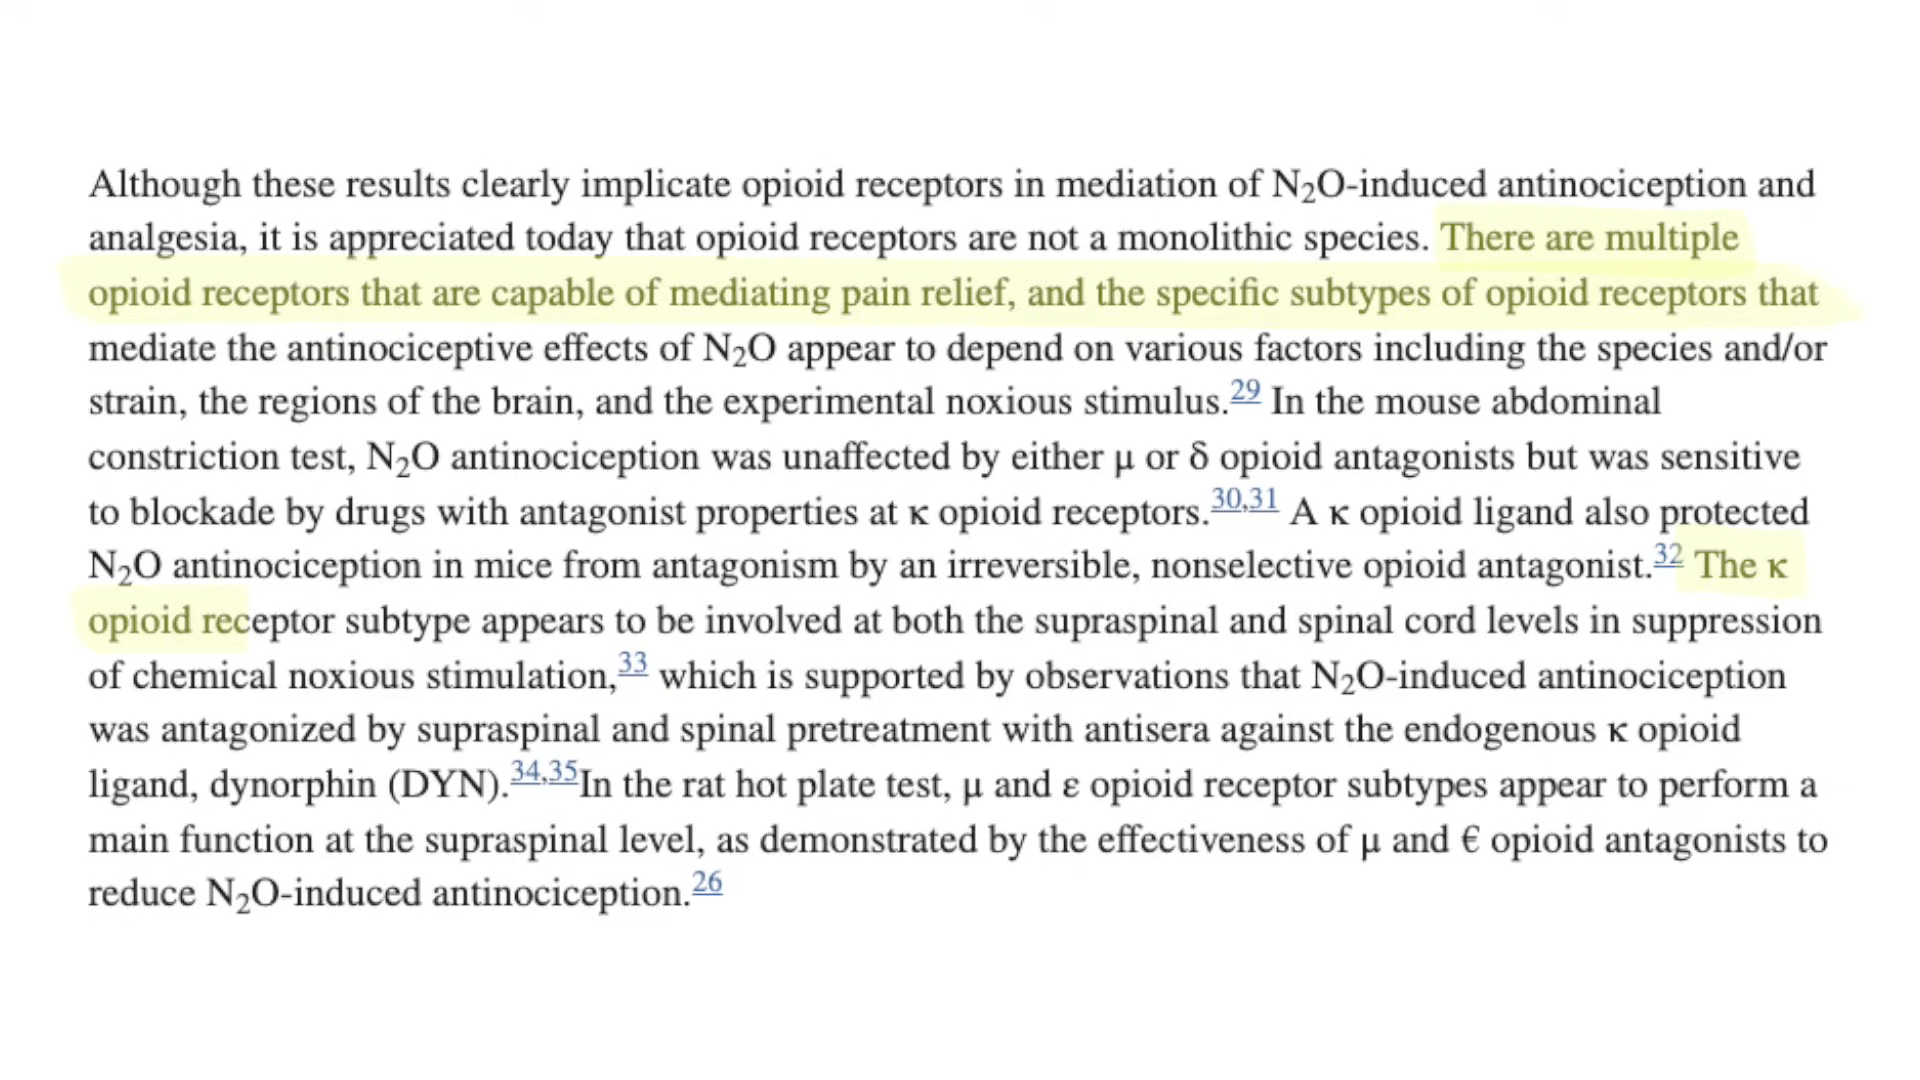 Although these results clearly implicate opioid receptors in mediation of N₂O-induced antinociception and
analgesia, it is appreciated today that opioid receptors are not a monolithic species. There are multiple
opioid receptors that are capable of mediating pain relief, and the specific subtypes of opioid receptors that
mediate the antinociceptive effects of N₂O appear to depend on various factors including the species and/or
strain, the regions of the brain, and the experimental noxious stimulus.29 In the mouse abdominal
constriction test, N₂O antinociception was unaffected by either μ or δ opioid antagonists but was sensitive
to blockade by drugs with antagonist properties at κ opioid receptors.30,31 A κ opioid ligand also protected
N₂O antinociception in mice from antagonism by an irreversible, nonselective opioid antagonist.32 The κ
opioid receptor subtype appears to be involved at both the supraspinal and spinal cord levels in suppression
of chemical noxious stimulation,33 which is supported by observations that N₂O-induced antinociception
was antagonized by supraspinal and spinal pretreatment with antisera against the endogenous κ opioid
ligand, dynorphin (DYN).34,35In the rat hot plate test, μ and ε opioid receptor subtypes appear to perform a
main function at the supraspinal level, as demonstrated by the effectiveness of μ and € opioid antagonists to
reduce N₂O-induced antinociception.26